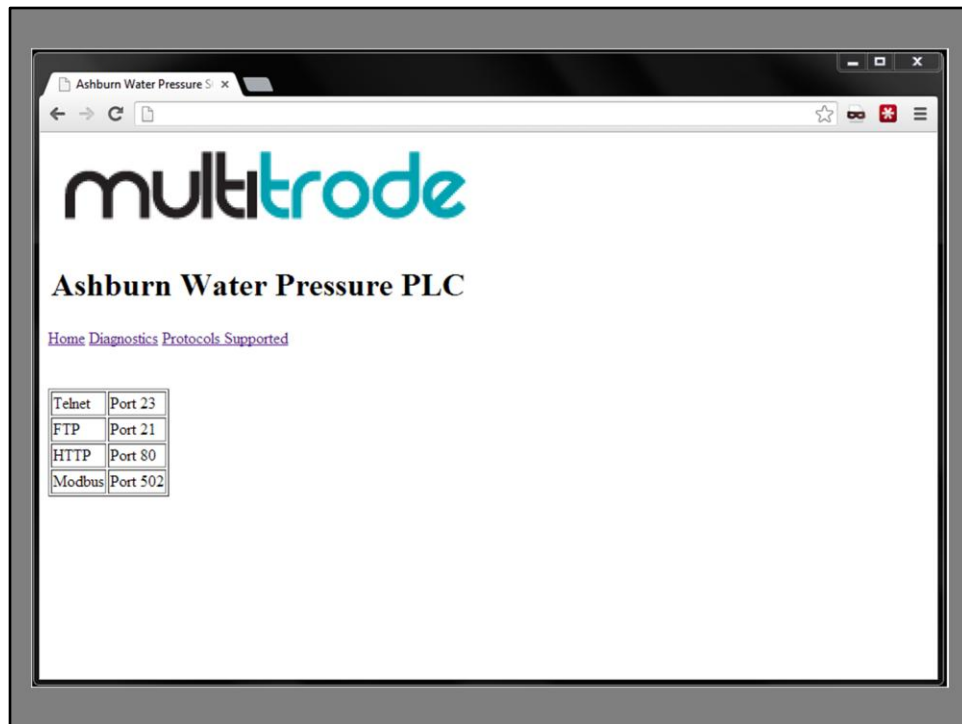 Ashburn Water Pressure S
multitrode
Ashburn Water Pressure PLC
Home Diagnostics Protocols Supported
Telnet Port 23
FTP Port 21
HTTP Port 80
Modbus Port 502